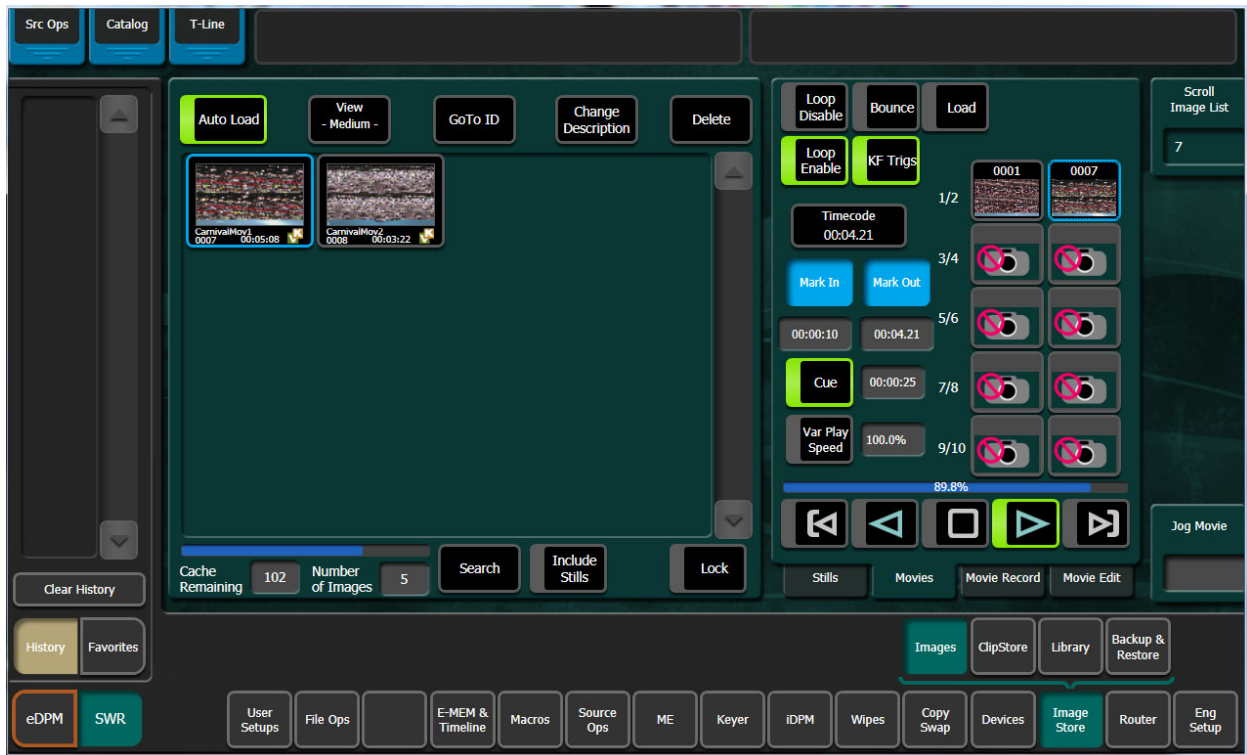 Src Ops
Catalog
T-Line
Auto Load
View
- Medium -
GoTo ID
Change
Description
Delete
CarnivalMov1
0007 00:05:08
CarnivalMov2
0008 00:03:22
Cache
Remaining
102
Number
of Images
5
Search
Include
Stills
Lock
Loop
Disable
Bounce
Load
Loop
Enable
KF Trigs
Timecode
00:04.21
Mark In
Mark Out
00:00:10
00:04.21
Cue
00:00:25
Var Play
Speed
100.0%
0001
0007
1/2
3/4
5/6
7/8
9/10
89.8%
Stills
Movies
Movie Record
Movie Edit
Scroll
Image List
7
Jog Movie
Clear History
History
Favorites
Images
ClipStore
Library
Backup &
Restore
eDPM
SWR
User
Setups
File Ops
E-MEM &
Timeline
Macros
Source
Ops
ME
Keyer
iDPM
Wipes
Copy
Swap
Devices
Image
Store
Router
Eng
Setup